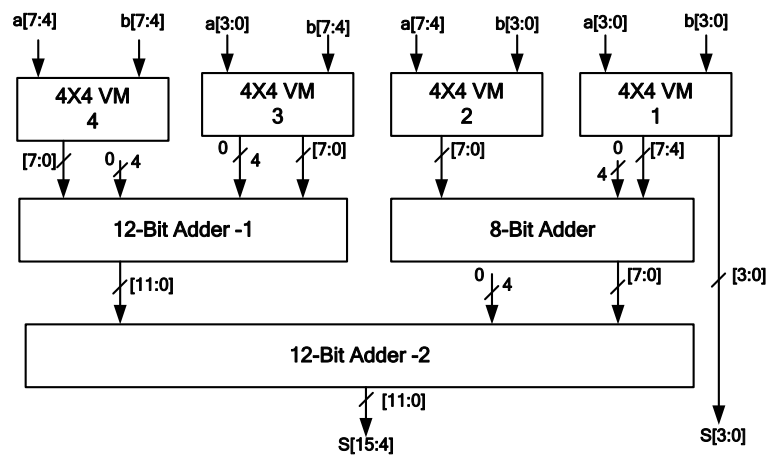 a[7:4] b[7:4] a[3:0] b[7:4] a[7:4] b[3:0] a[3:0] b[3:0]
4X4 VM 4X4 VM 4X4 VM 4X4 VM
4 3 2 1
[7:0] 0 4 0 4 [7:0] [7:0] 0 4 [7:4]
12-Bit Adder -1 8-Bit Adder
[11:0] 0 4 [7:0] [3:0]
12-Bit Adder -2
[11:0]
S[15:4] S[3:0]